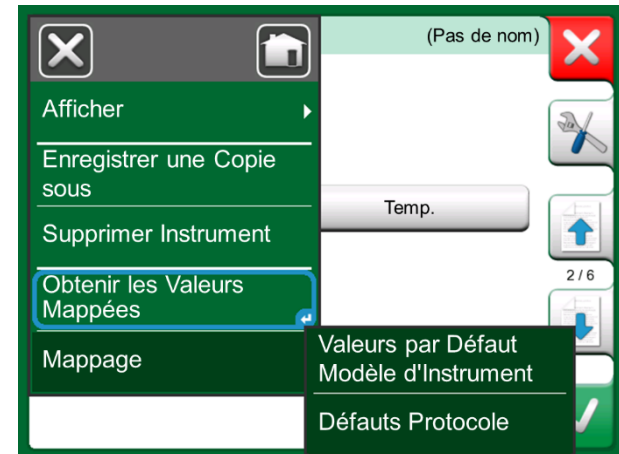 (Pas de nom)
Afficher
Enregistrer une Copie
sous
Temp.
Supprimer Instrument
2/6
Obtenir les Valeurs
Mappées
Mappage
Valeurs par Défaut
Modèle d'Instrument
Défauts Protocole